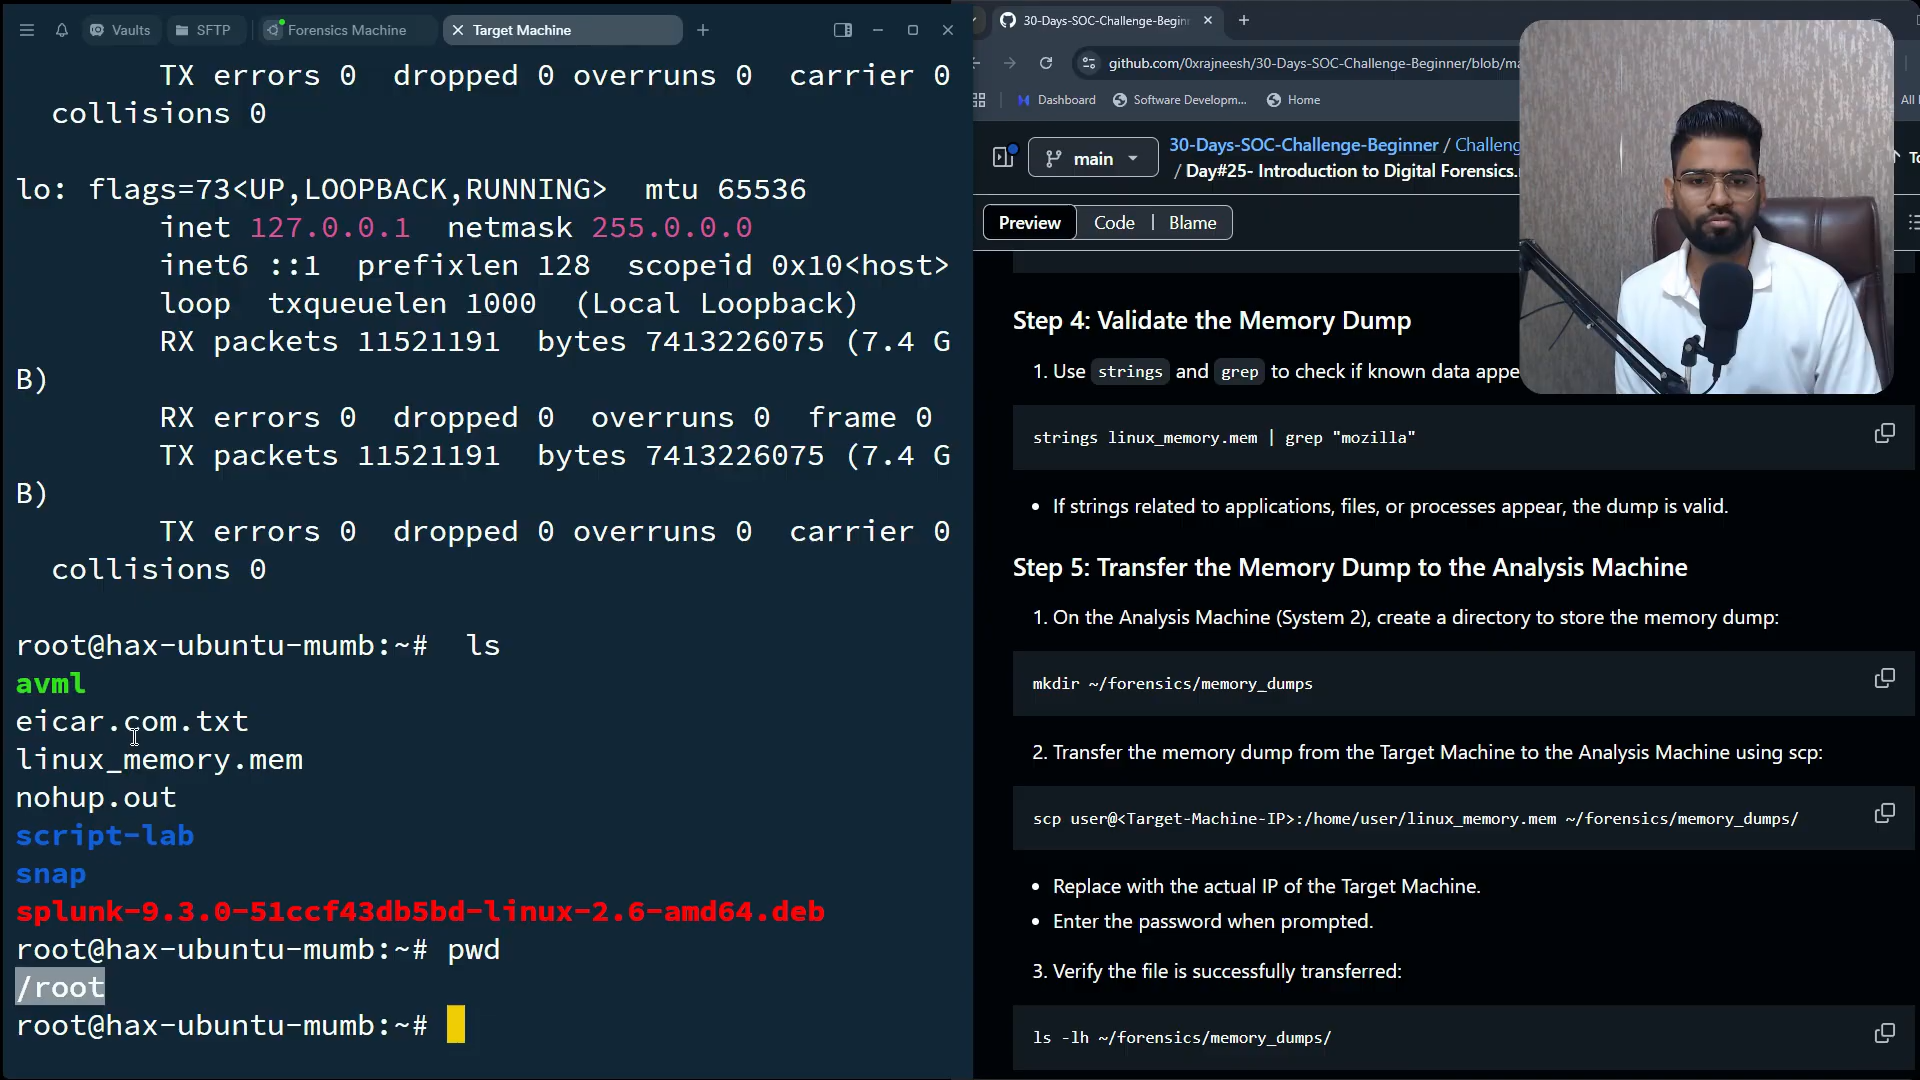 Vaults
SFTP
Forensics Machine
Target Machine
TX errors 0  dropped 0 overruns 0  carrier 0
collisions 0
lo: flags=73<UP,LOOPBACK,RUNNING>  mtu 65536
inet 127.0.0.1  netmask 255.0.0.0
inet6 ::1  prefixlen 128  scopeid 0x10<host>
loop  txqueuelen 1000  (Local Loopback)
RX packets 11521191  bytes 7413226075 (7.4 G
B)
RX errors 0  dropped 0  overruns 0  frame 0
TX packets 11521191  bytes 7413226075 (7.4 G
B)
TX errors 0  dropped 0 overruns 0  carrier 0
collisions 0
root@hax-ubuntu-mumb:~#  ls
avml
eicar.com.txt
linux_memory.mem
nohup.out
script-lab
snap
splunk-9.3.0-51ccf43db5bd-linux-2.6-amd64.deb
root@hax-ubuntu-mumb:~# pwd
/root
root@hax-ubuntu-mumb:~#
30-Days-SOC-Challenge-Beginn
github.com/0xrajneesh/30-Days-SOC-Challenge-Beginner/blob/ma
Dashboard
Software Developm...
Home
All
main
30-Days-SOC-Challenge-Beginner / Challeng
/ Day#25- Introduction to Digital Forensics.
To
Preview
Code
Blame
Step 4: Validate the Memory Dump
1. Use strings and grep to check if known data appe
strings linux_memory.mem | grep "mozilla"
• If strings related to applications, files, or processes appear, the dump is valid.
Step 5: Transfer the Memory Dump to the Analysis Machine
1. On the Analysis Machine (System 2), create a directory to store the memory dump:
mkdir ~/forensics/memory_dumps
2. Transfer the memory dump from the Target Machine to the Analysis Machine using scp:
scp user@<Target-Machine-IP>:/home/user/linux_memory.mem ~/forensics/memory_dumps/
• Replace with the actual IP of the Target Machine.
• Enter the password when prompted.
3. Verify the file is successfully transferred:
ls -lh ~/forensics/memory_dumps/